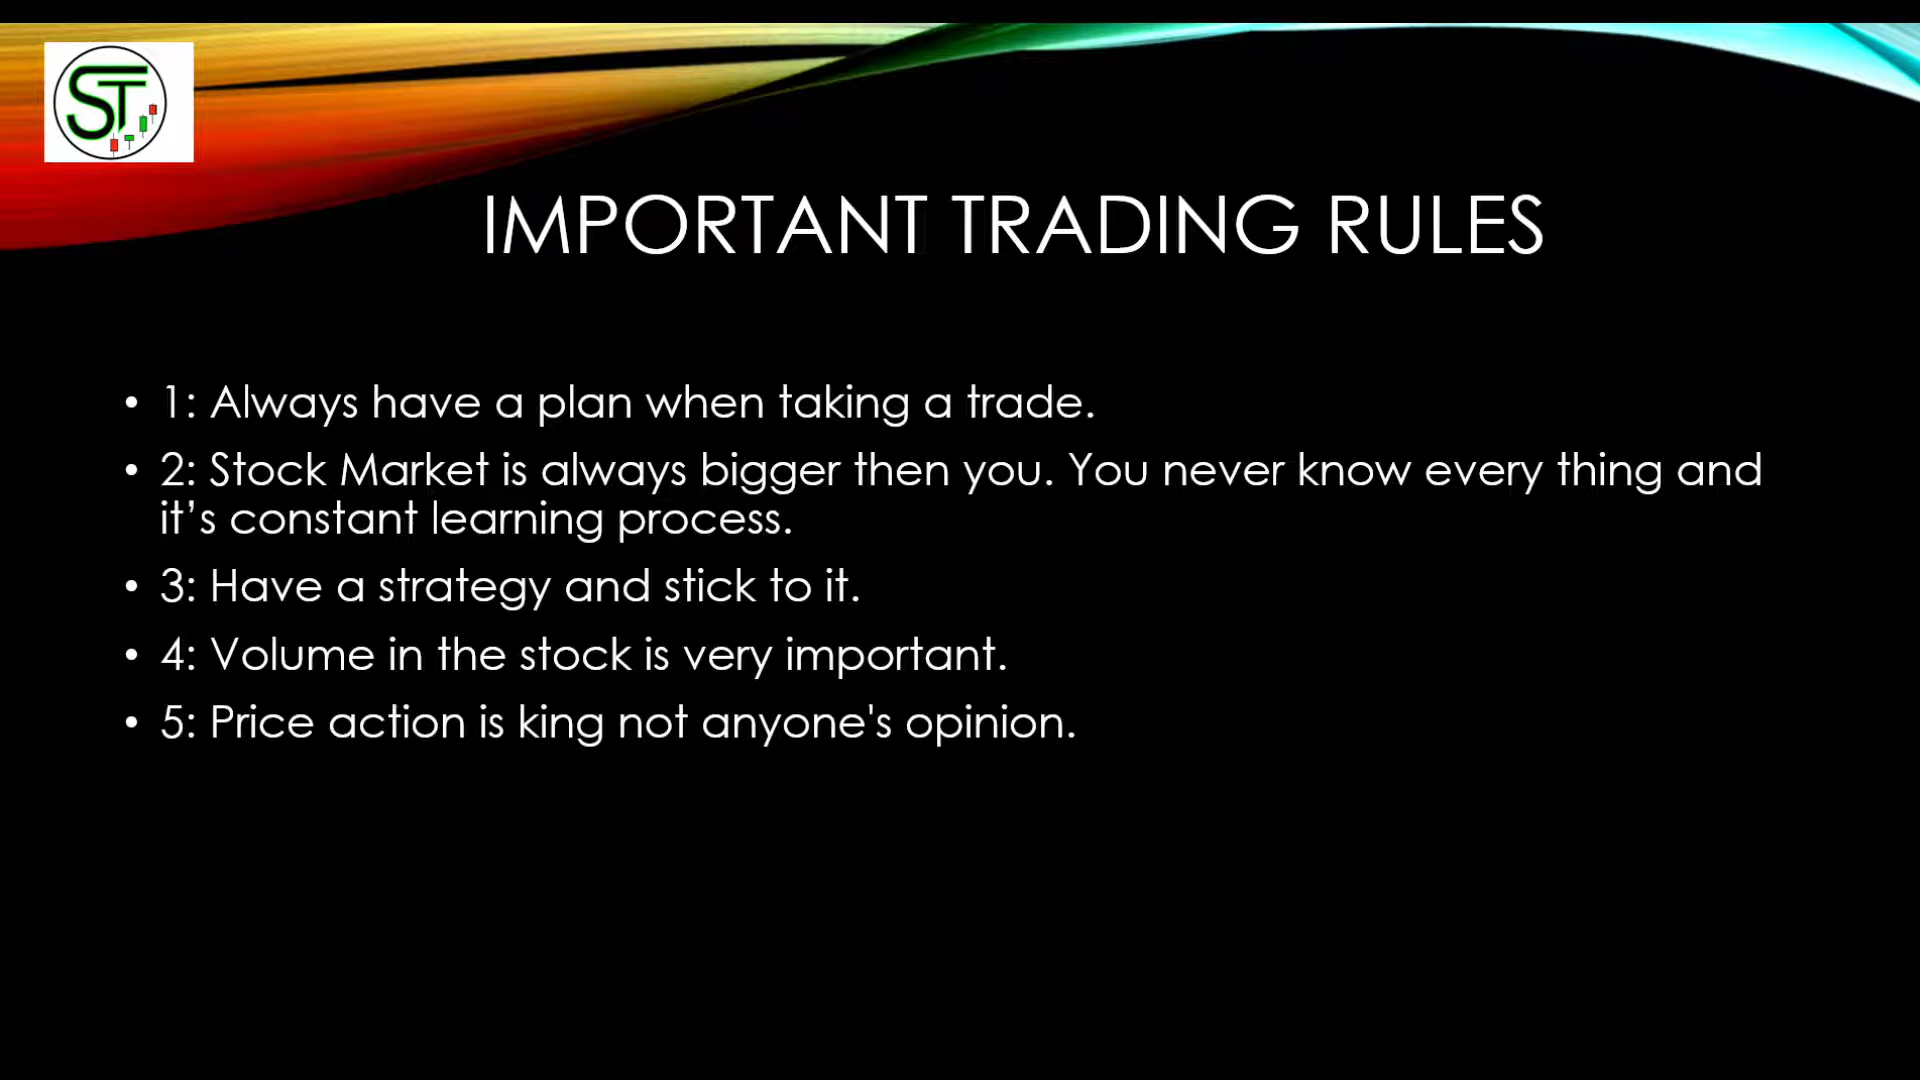 ST
IMPORTANT TRADING RULES
• 1: Always have a plan when taking a trade.
• 2: Stock Market is always bigger then you. You never know every thing and
it’s constant learning process.
• 3: Have a strategy and stick to it.
• 4: Volume in the stock is very important.
• 5: Price action is king not anyone's opinion.